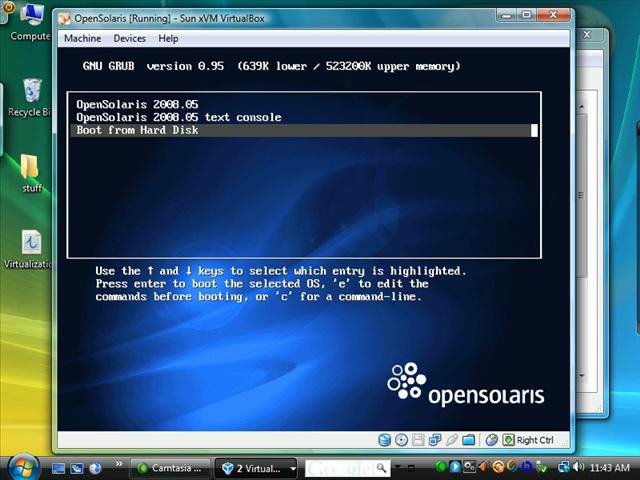 OpenSolaris [Running] - Sun xVM VirtualBox
Machine Devices Help
GNU GRUB version 0.95 (639K lower / 523200K upper memory)
OpenSolaris 2008.05
OpenSolaris 2008.05 text console
Boot from Hard Disk
Use the ↑ and ↓ keys to select which entry is highlighted.
Press enter to boot the selected OS, 'e' to edit the
commands before booting, or 'c' for a command-line.
opensolaris
Right Ctrl
Compute
Recycle Bi
stuff
Virtualizatio
Camtasia ...
2 Virtual...
Google
11:43 AM